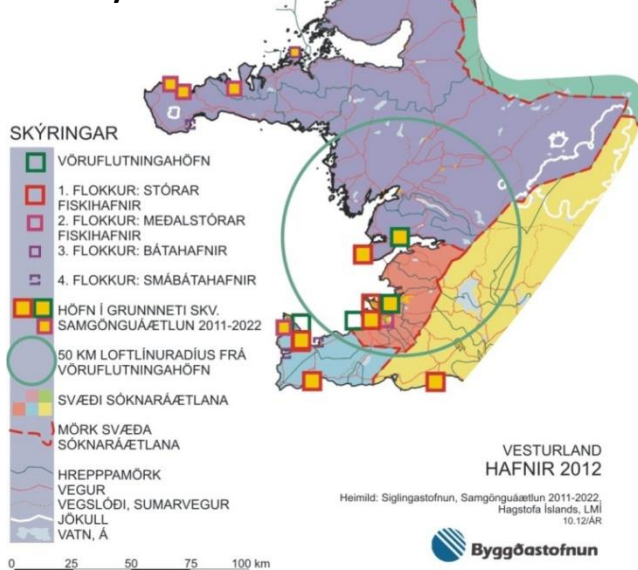 SKÝRINGAR
VÖRUFLUTNINGAHÖFN
1. FLOKKUR: STÓRAR
FISKIHAFNIR
2. FLOKKUR: MEÐALSTÓRAR
FISKIHAFNIR
3. FLOKKUR: BÁTAHAFNIR
4. FLOKKUR: SMÁBÁTAHAFNIR
HÖFN Í GRUNNNETI SKV.
SAMGÖNGUÁÆTLUN 2011-2022
50 KM LOFTLÍNURADÍUS FRÁ
VÖRUFLUTNINGAHÖFN
SVÆÐI SÓKNARÁÆTLANA
MÖRK SVÆÐA
SÓKNARÁÆTLANA
HREPPPAMÖRK
VEGUR
VEGSLÓÐI, SUMARVEGUR
JÖKULL
VATN, Á
0 25 50 75 100 km
VESTURLAND
HAFNIR 2012
Heimild: Siglingastofnun, Samgönguáætlun 2011-2022,
Hagstofa Íslands, LMÍ
10.12/ÁR
Byggðastofnun